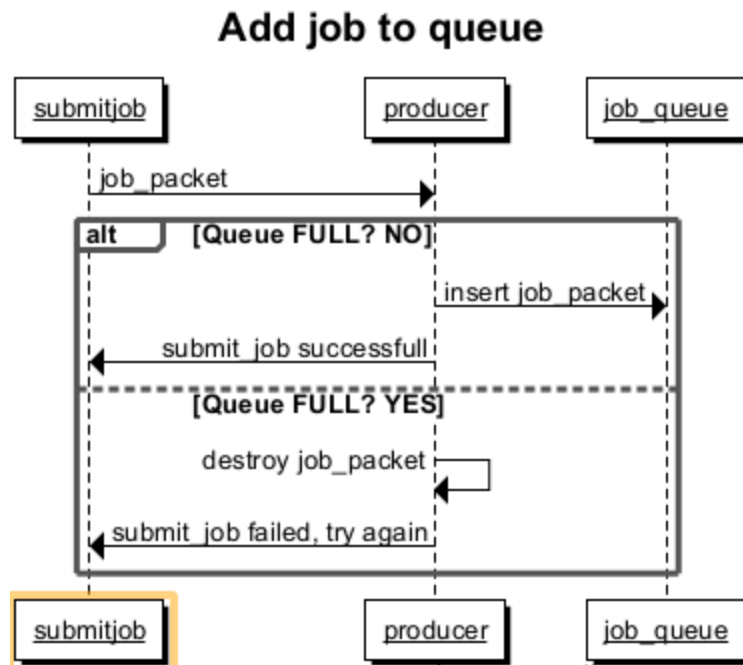 Add job to queue
submitjob
producer
job_queue
job_packet
alt
[Queue FULL? NO]
insert job_packet
submit_job successfull
[Queue FULL? YES]
destroy job_packet
submit_job failed, try again
submitjob
producer
job_queue